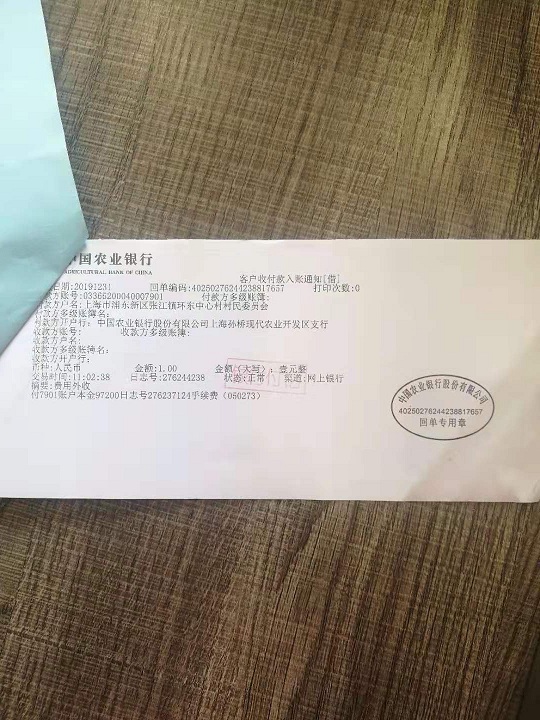 中国农业银行
AGRICULTURAL BANK OF CHINA
客户收付款入账通知[借]
日期:20191231 回单编码:40250276244238817657 打印次数:0
款方账号:03365200040007901 付款方多级账簿:
付款方户名:上海市浦东新区张江镇环东中心村村民委员会
付款方多级账簿名:
付款方开户行:中国农业银行股份有限公司上海孙桥现代农业开发区支行
收款方账号: 收款方多级账簿:
收款方户名:
收款方多级账簿名:
收款方开户行:
币种:人民币 金额:1.00 金额(大写):壹元整
交易时间:11:02:38 日志号:276244238 状态:正常 渠道:网上银行
摘要:费用外收
付7901账户本金97200日志号276237124手续费(050273)
中国农业银行股份有限公司
40250276244238817657
回单专用章